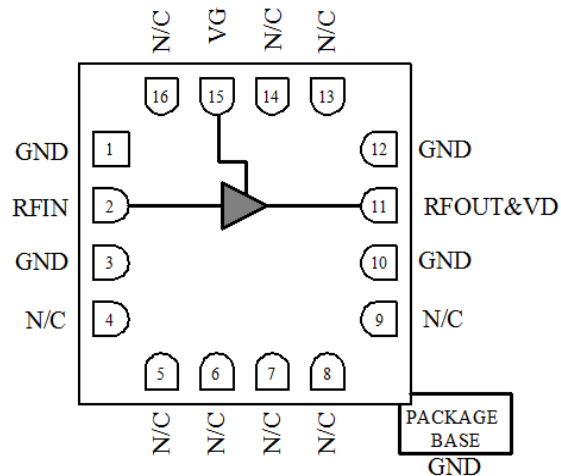 N/C VG N/C N/C
16 15 14 13
GND 1 12 GND
RFIN 2 11 RFOUT&VD
GND 3 10 GND
N/C 4 9 N/C
5 6 7 8
N/C N/C N/C N/C
PACKAGE
BASE
GND